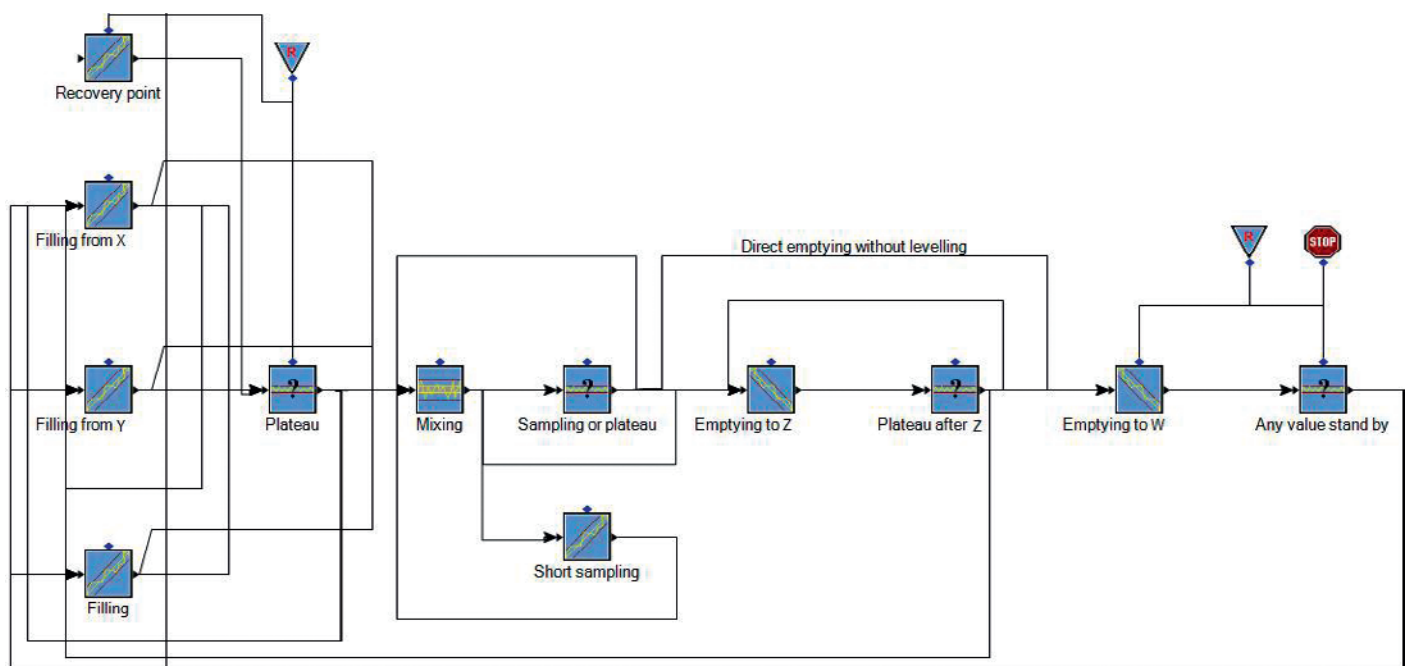 R
?
Recovery point
Filling from X
Direct emptying without levelling
R
STOP
?
?
?
?
Filling from Y
Plateau
Mixing
Sampling or plateau
Emptying to Z
Plateau after Z
Emptying to W
Any value stand by
Short sampling
Filling